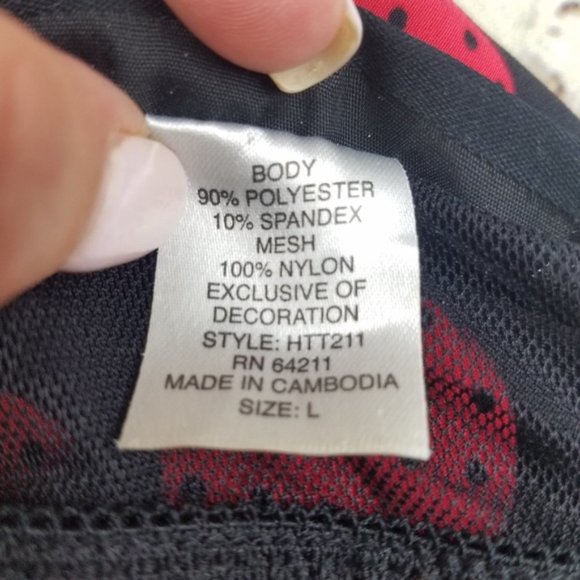 BODY
90% POLYESTER
10% SPANDEX
MESH
100% NYLON
EXCLUSIVE OF
DECORATION
STYLE: HTT211
RN 64211
MADE IN CAMBODIA
SIZE: L